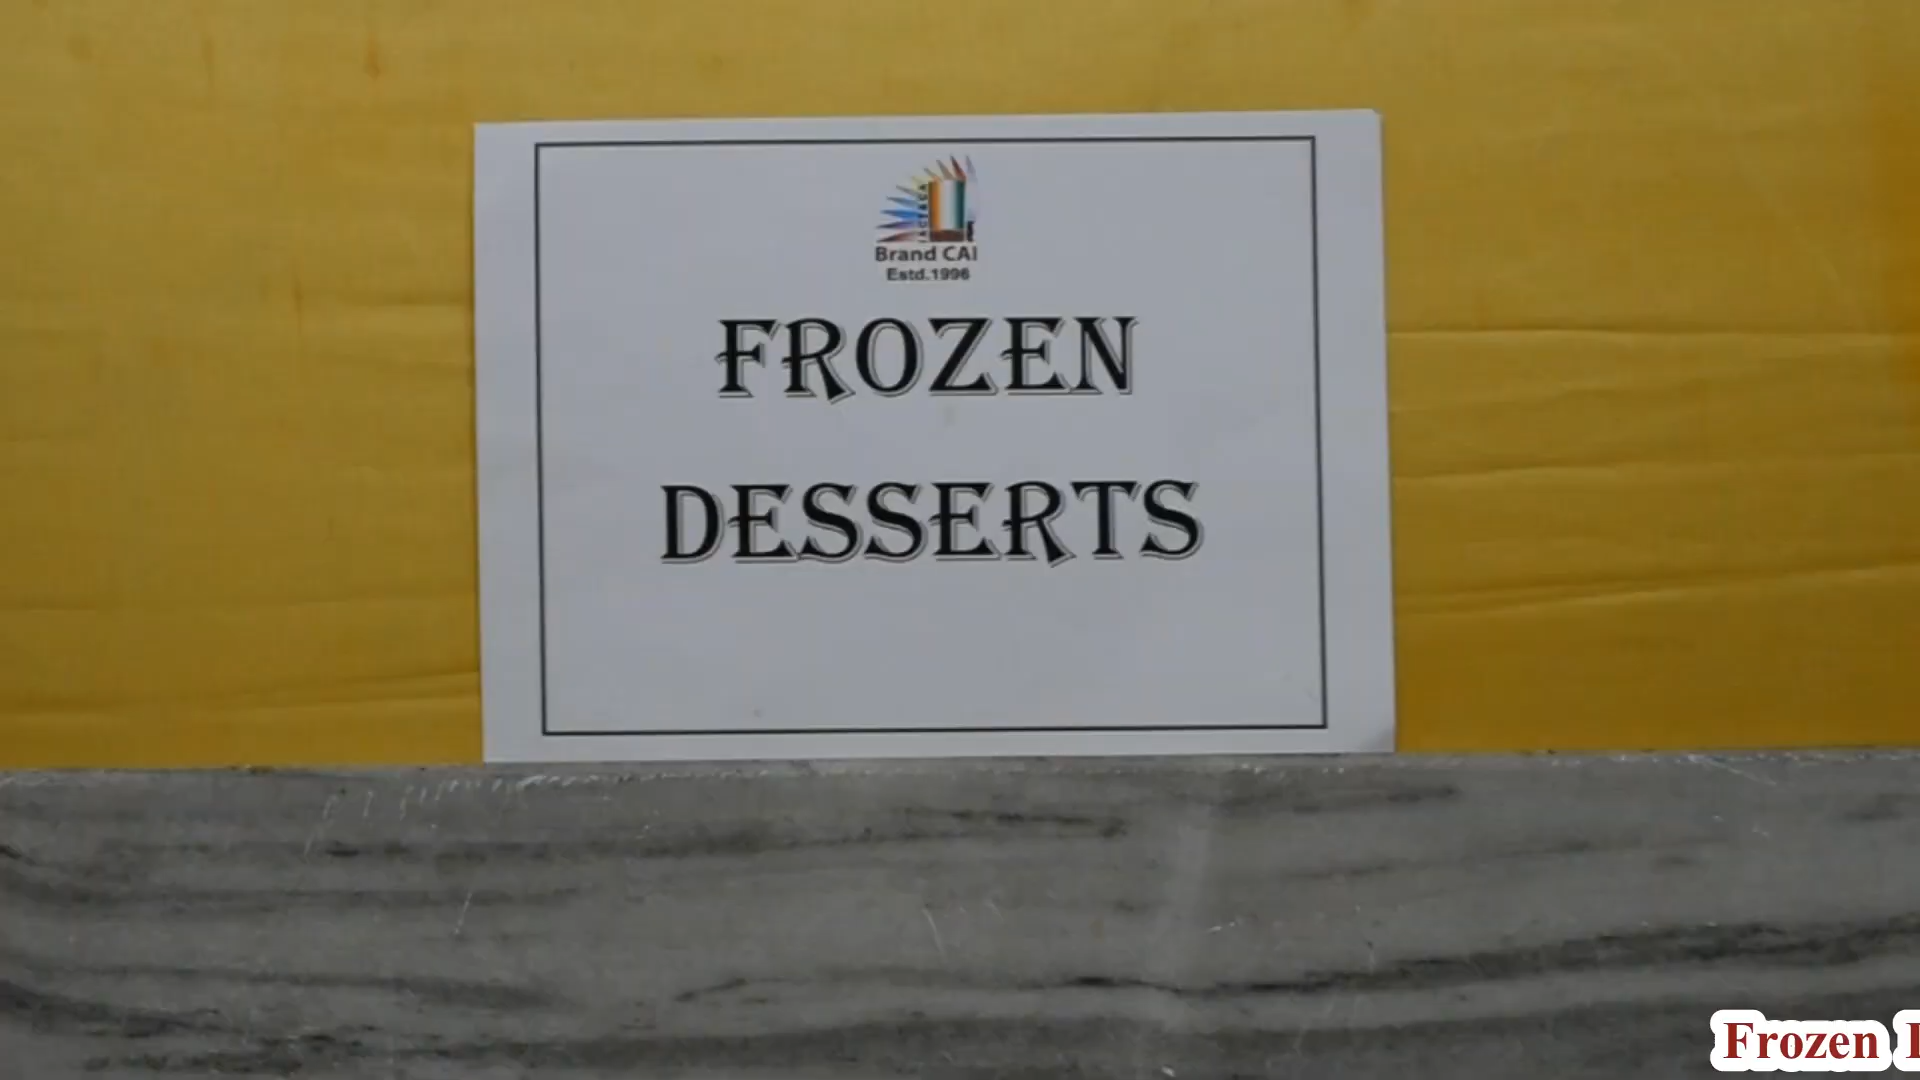 Brand CAI
Estd.1996
FROZEN
DESSERTS
Frozen